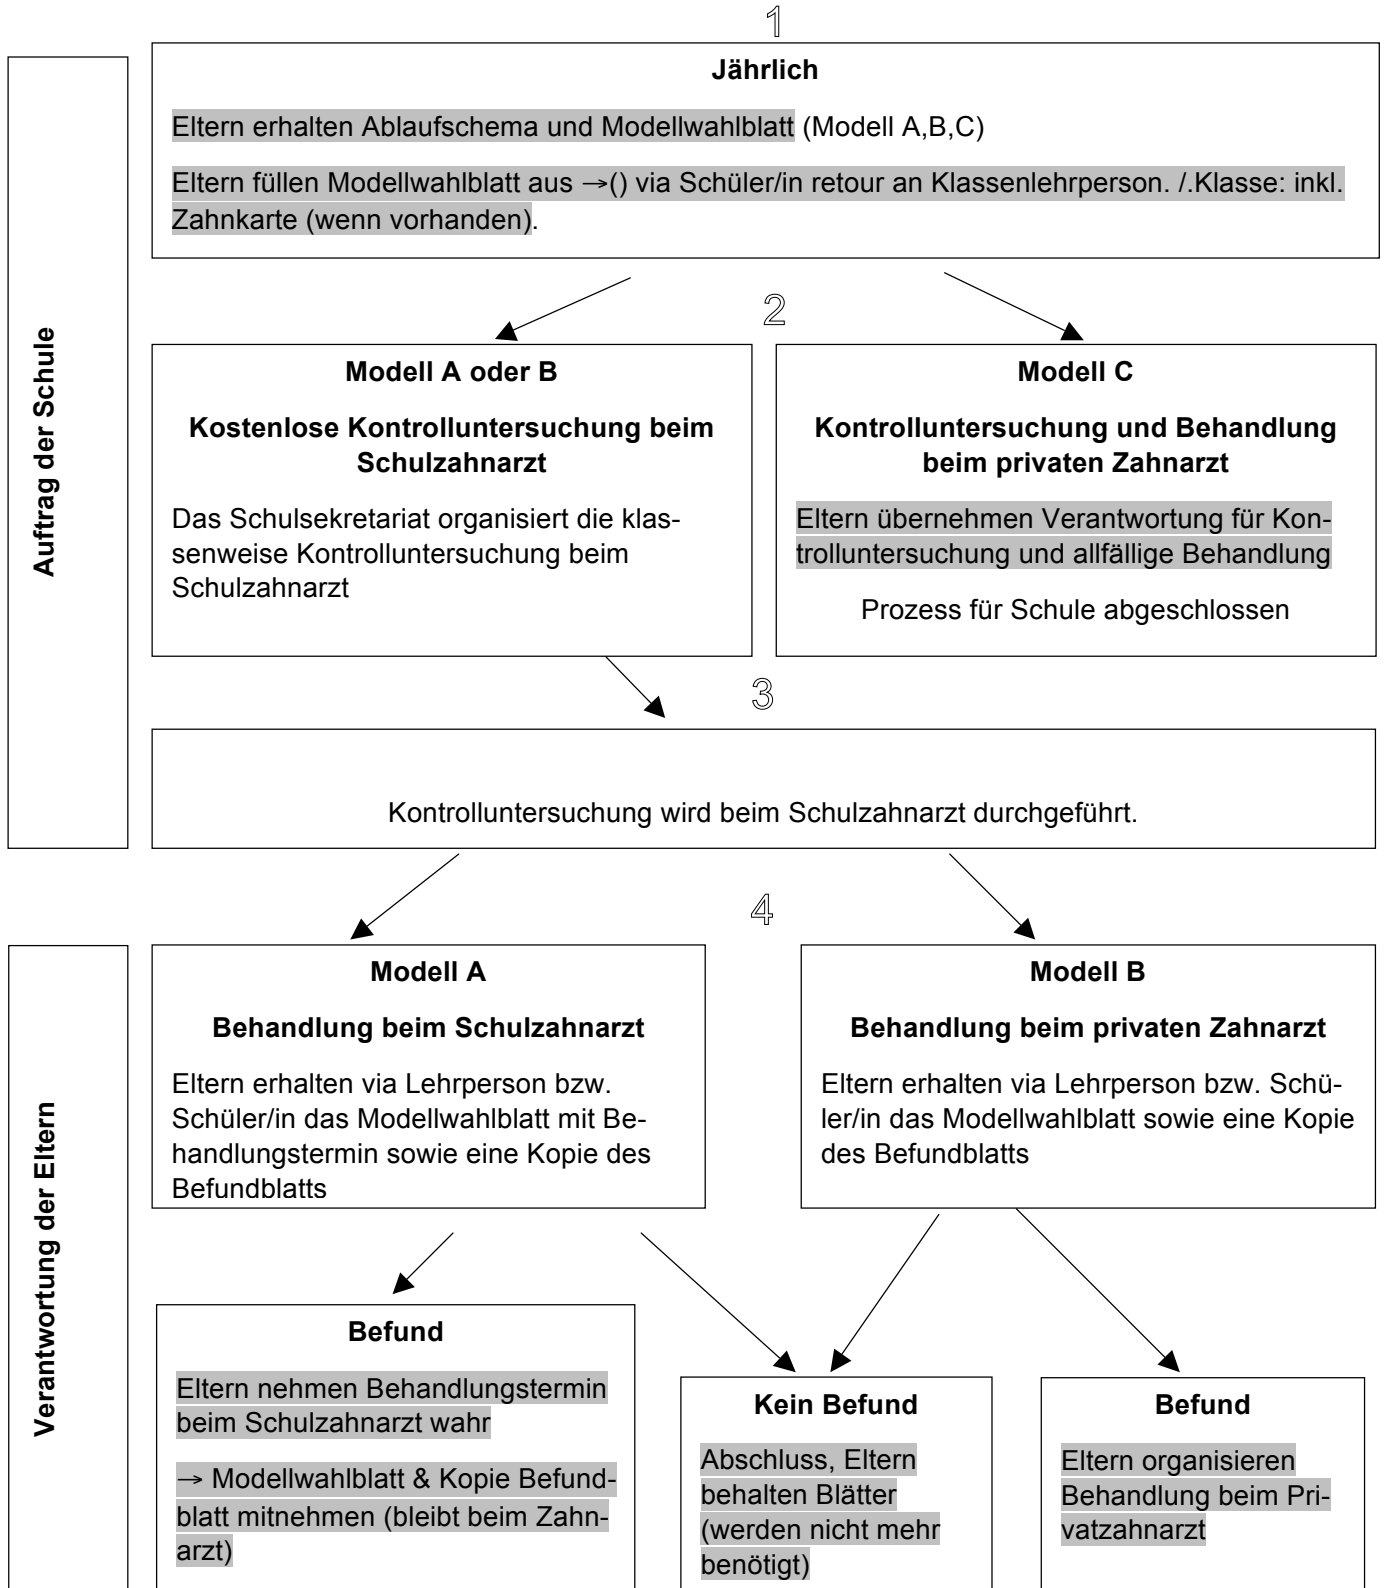 1
Jährlich
Eltern erhalten Ablaufschema und Modellwahlblatt (Modell A,B,C)
Eltern füllen Modellwahlblatt aus →() via Schüler/in retour an Klassenlehrperson. /.Klasse: inkl.
Zahnkarte (wenn vorhanden).
Auftrag der Schule
2
Modell A oder B
Kostenlose Kontrolluntersuchung beim
Schulzahnarzt
Das Schulsekretariat organisiert die klas-
senweise Kontrolluntersuchung beim
Schulzahnarzt
Modell C
Kontrolluntersuchung und Behandlung
beim privaten Zahnarzt
Eltern übernehmen Verantwortung für Kon-
trolluntersuchung und allfällige Behandlung
Prozess für Schule abgeschlossen
3
Kontrolluntersuchung wird beim Schulzahnarzt durchgeführt.
4
Verantwortung der Eltern
Modell A
Behandlung beim Schulzahnarzt
Eltern erhalten via Lehrperson bzw.
Schüler/in das Modellwahlblatt mit Be-
handlungstermin sowie eine Kopie des
Befundblatts
Modell B
Behandlung beim privaten Zahnarzt
Eltern erhalten via Lehrperson bzw. Schü-
ler/in das Modellwahlblatt sowie eine Kopie
des Befundblatts
Befund
Eltern nehmen Behandlungstermin
beim Schulzahnarzt wahr
→ Modellwahlblatt & Kopie Befund-
blatt mitnehmen (bleibt beim Zahn-
arzt)
Kein Befund
Abschluss, Eltern
behalten Blätter
(werden nicht mehr
benötigt)
Befund
Eltern organisieren
Behandlung beim Pri-
vatzahnarzt